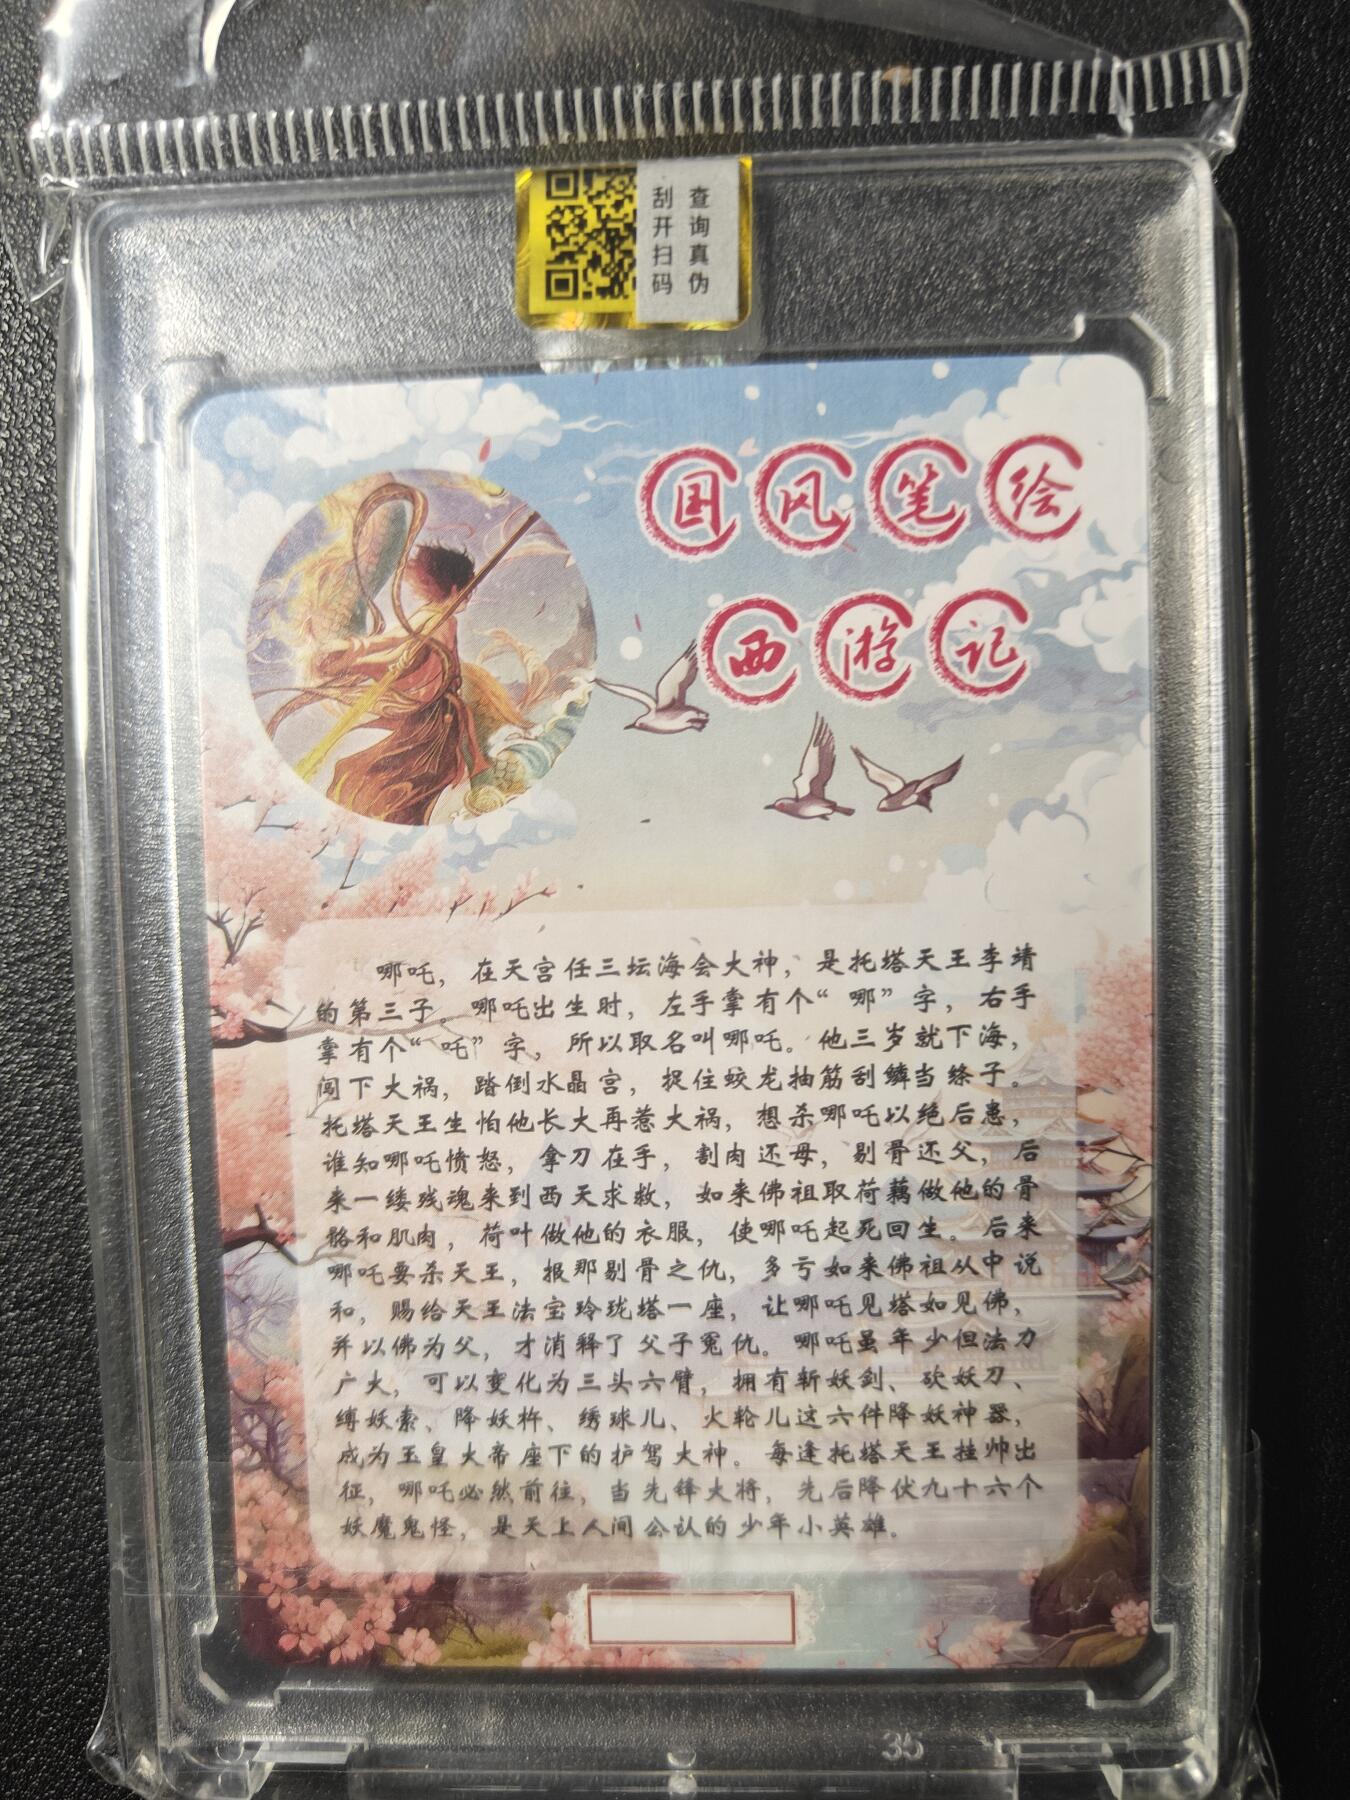 查询真伪
刮开扫码
国风笔绘
西游记
哪吒，在天宫任三坛海会大神，是托塔天王李靖
的第三子。哪吒出生时，左手掌有个“哪”字，右手
掌有个“吒”字，所以取名叫哪吒。他三岁就下海，
闯下大祸，踏倒水晶宫，捉住蛟龙抽筋刮鳞当绦子。
托塔天王生怕他长大再惹大祸，想杀哪吒以绝后患，
谁知哪吒愤怒，拿刀在手，割肉还母，剔骨还父，后
来一缕残魂来到西天求救，如来佛祖取荷藕做他的骨
骼和肌肉，荷叶做他的衣服，使哪吒起死回生。后来
哪吒要杀天王，报那剔骨之仇，多亏如来佛祖从中说
和，赐给天王法宝玲珑塔一座，让哪吒见塔如见佛，
并以佛为父，才消释了父子冤仇。哪吒虽年少但法力
广大，可以变化为三头六臂，拥有斩妖剑、砍妖刀、
缚妖索、降妖杵、绣球儿、火轮儿这六件降妖神器，
成为玉皇大帝座下的护驾大神。每逢托塔天王挂帅出
征，哪吒必然前往，当先锋大将，先后降伏九十六个
妖魔鬼怪，是天上人间公认的少年小英雄。
35